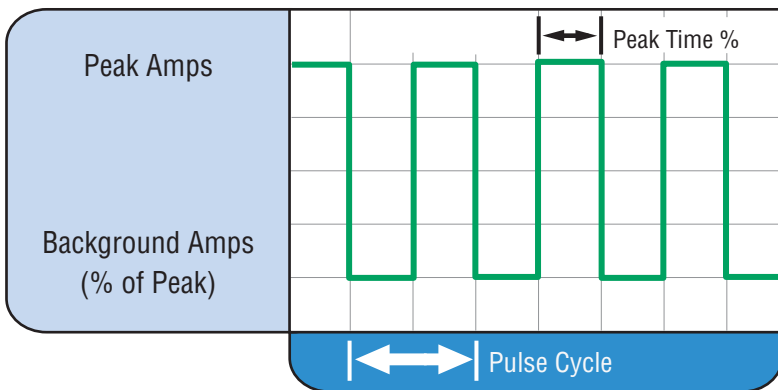 Peak Time %
Peak Amps
Background Amps
(% of Peak)
Pulse Cycle